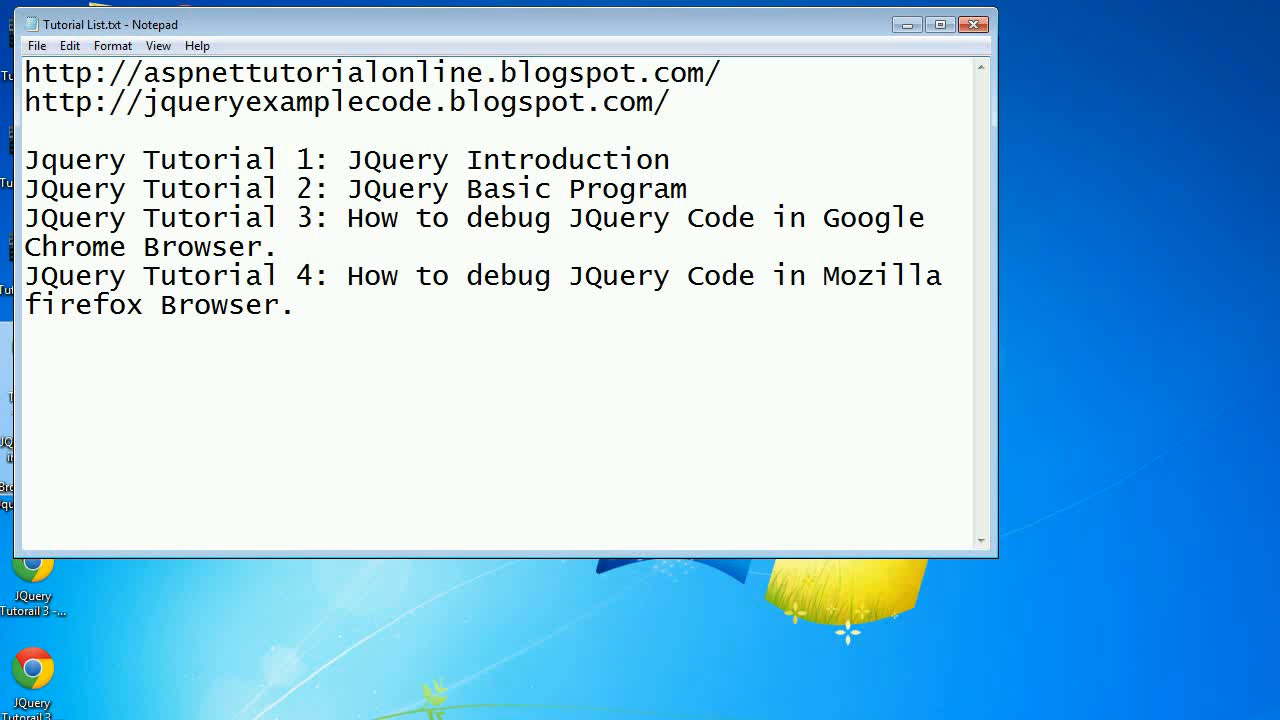 Tutorial List.txt - Notepad
File Edit Format View Help
http://aspnettutorialonline.blogspot.com/
http://jqueryexamplecode.blogspot.com/
Jquery Tutorial 1: JQuery Introduction
JQuery Tutorial 2: JQuery Basic Program
JQuery Tutorial 3: How to debug JQuery Code in Google
Chrome Browser.
JQuery Tutorial 4: How to debug JQuery Code in Mozilla
firefox Browser.
JQuery
Tutorail 3 -...
JQuery
Tutorail 3